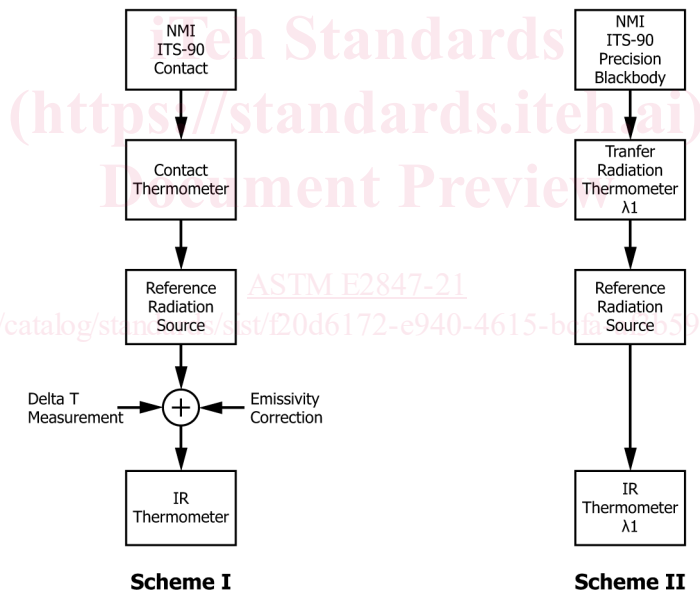 iTeh Standards
(https://standards.iteh.ai)
Document Preview
ASTM E2847-21
NMI
ITS-90
Contact
Contact
Thermometer
Reference
Radiation
Source
Delta T
Measurement
Emissivity
Correction
+
IR
Thermometer
Scheme I
NMI
ITS-90
Precision
Blackbody
Tranfer
Radiation
Thermometer
λ1
Reference
Radiation
Source
IR
Thermometer
λ1
Scheme II